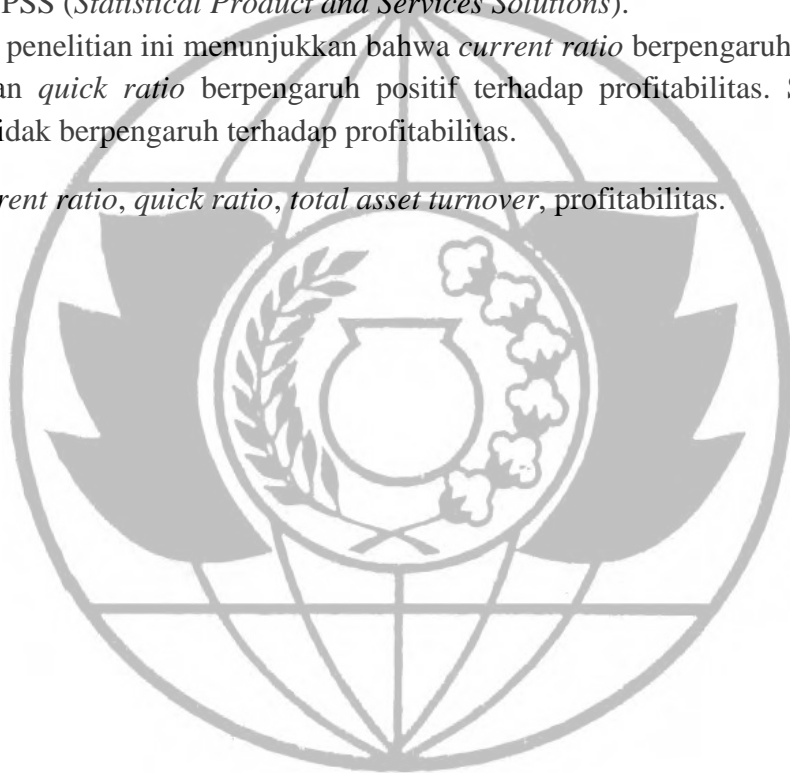 PSS (Statistical Product and Services Solutions).
penelitian ini menunjukkan bahwa current ratio berpengaruh
an quick ratio berpengaruh positif terhadap profitabilitas. S
idak berpengaruh terhadap profitabilitas.
rent ratio, quick ratio, total asset turnover, profitabilitas.